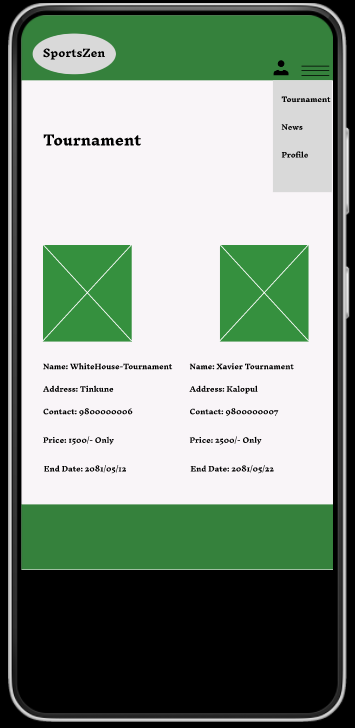 SportsZen
Tournament
News
Profile
Tournament
Name: WhiteHouse-Tournament
Address: Tinkune
Contact: 9800000006
Price: 1500/- Only
End Date: 2081/05/12
Name: Xavier Tournament
Address: Kalopul
Contact: 9800000007
Price: 2500/- Only
End Date: 2081/05/22